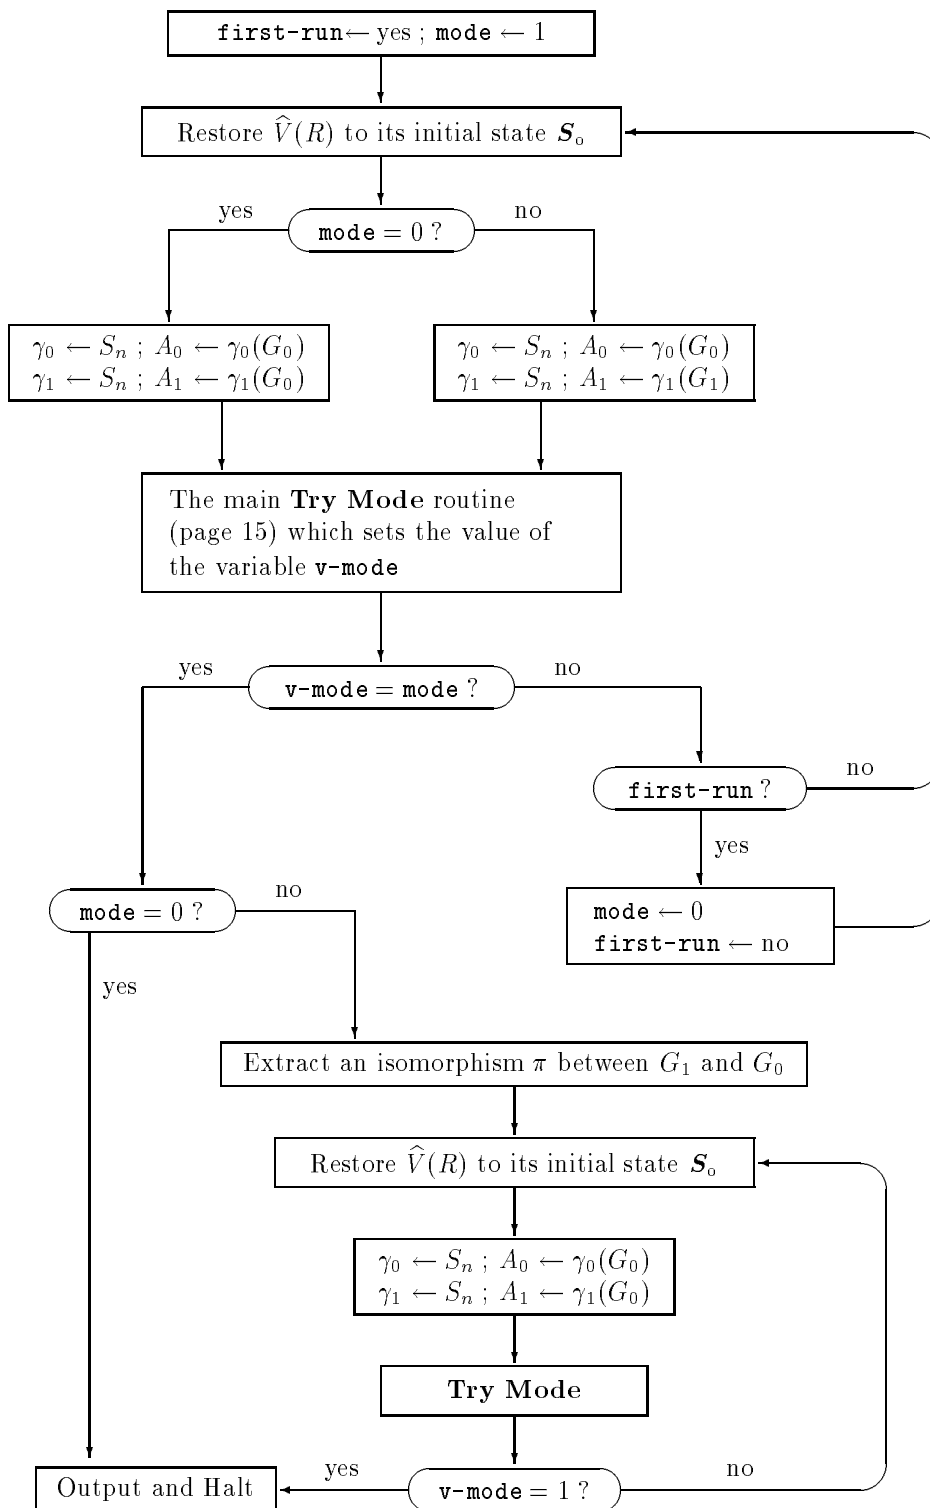 first-run ← yes ; mode ← 1
Restore V̂(R) to its initial state S₀
yes
no
mode = 0 ?
γ₀ ← Sₙ ; A₀ ← γ₀(G₀)
γ₁ ← Sₙ ; A₁ ← γ₁(G₀)
γ₀ ← Sₙ ; A₀ ← γ₀(G₀)
γ₁ ← Sₙ ; A₁ ← γ₁(G₁)
The main Try Mode routine
(page 15) which sets the value of
the variable v-mode
yes
no
v-mode = mode ?
no
first-run ?
yes
no
mode = 0 ?
mode ← 0
first-run ← no
yes
Extract an isomorphism π between G₁ and G₀
Restore V̂(R) to its initial state S₀
γ₀ ← Sₙ ; A₀ ← γ₀(G₀)
γ₁ ← Sₙ ; A₁ ← γ₁(G₀)
Try Mode
yes
no
Output and Halt
v-mode = 1 ?